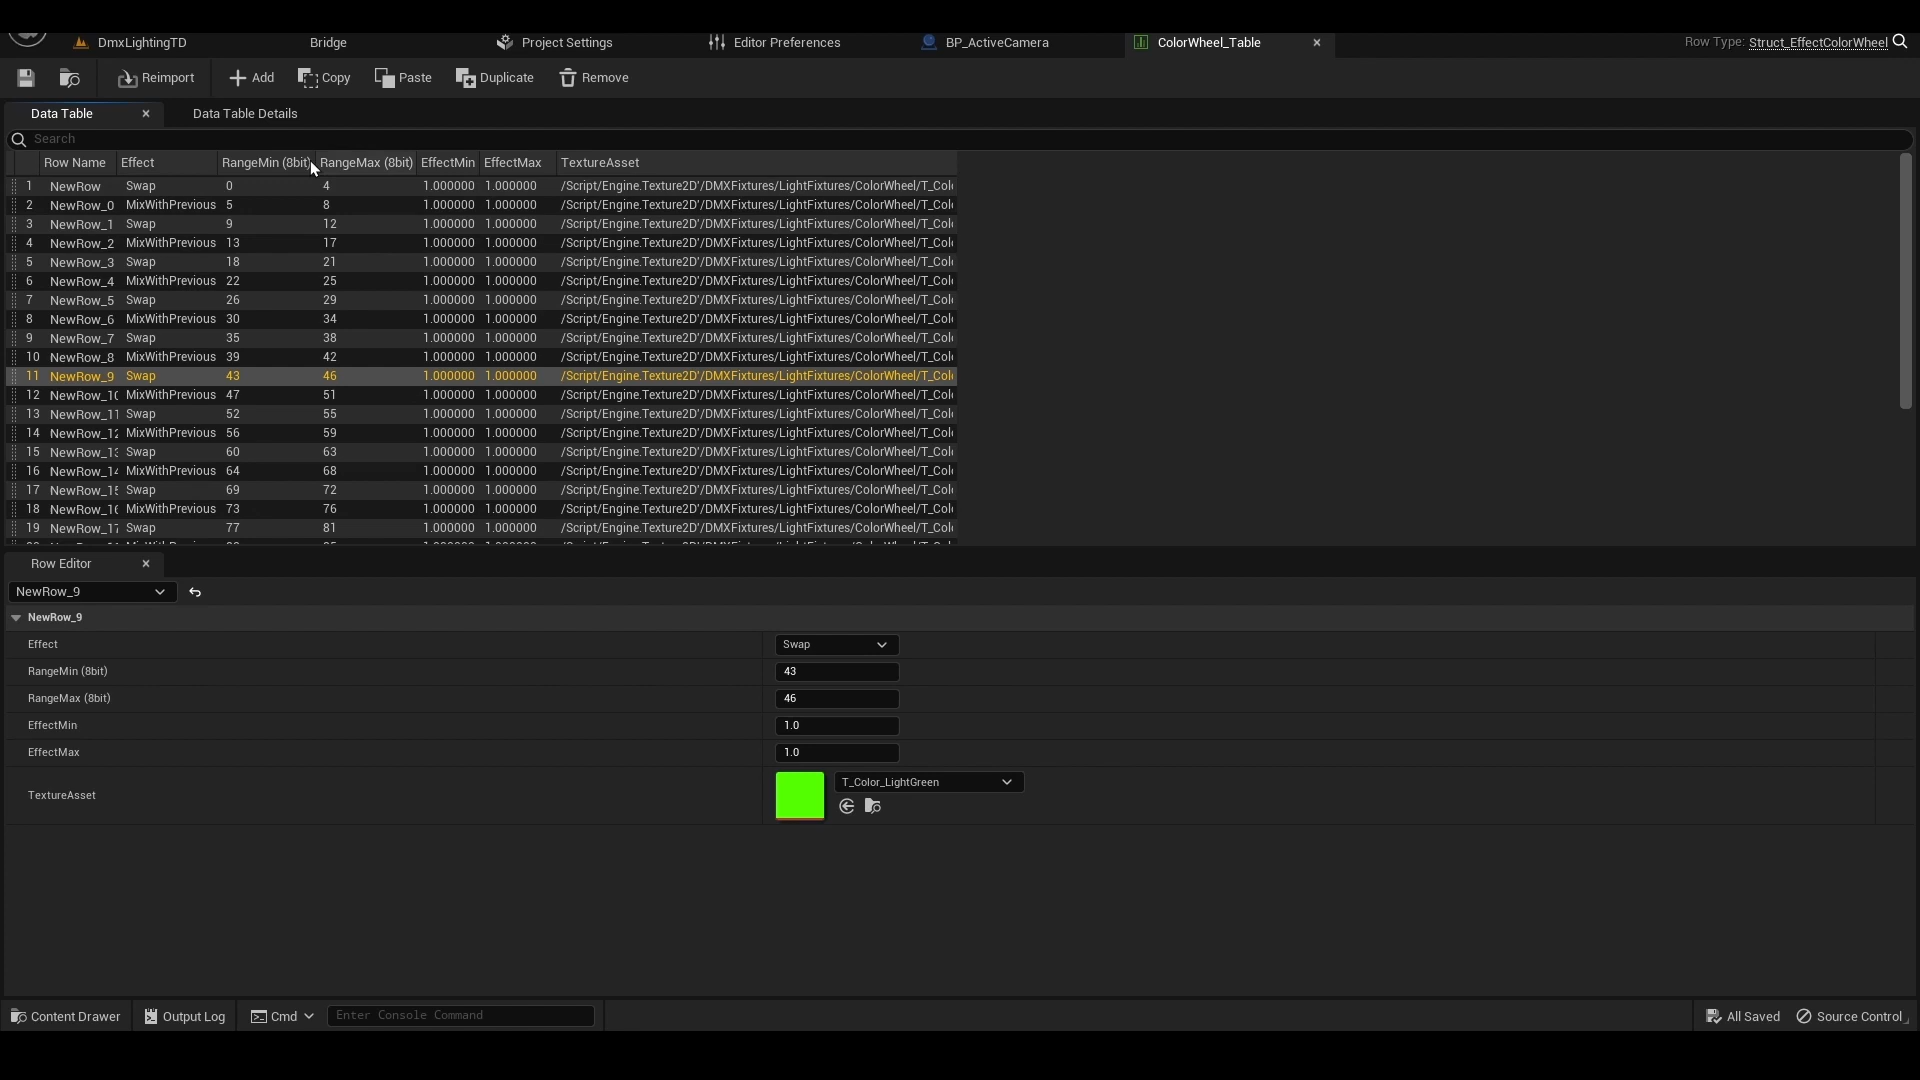 DmxLightingTD Bridge Project Settings Editor Preferences BP_ActiveCamera ColorWheel_Table Row Type: Struct_EffectColorWheel
Reimport Add Copy Paste Duplicate Remove
Data Table Data Table Details
Search
Row Name Effect RangeMin (8bit) RangeMax (8bit) EffectMin EffectMax TextureAsset
1 NewRow Swap 0 4 1.000000 1.000000 /Script/Engine.Texture2D'/DMXFixtures/LightFixtures/ColorWheel/T_Col
2 NewRow_0 MixWithPrevious 5 8 1.000000 1.000000 /Script/Engine.Texture2D'/DMXFixtures/LightFixtures/ColorWheel/T_Col
3 NewRow_1 Swap 9 12 1.000000 1.000000 /Script/Engine.Texture2D'/DMXFixtures/LightFixtures/ColorWheel/T_Col
4 NewRow_2 MixWithPrevious 13 17 1.000000 1.000000 /Script/Engine.Texture2D'/DMXFixtures/LightFixtures/ColorWheel/T_Col
5 NewRow_3 Swap 18 21 1.000000 1.000000 /Script/Engine.Texture2D'/DMXFixtures/LightFixtures/ColorWheel/T_Col
6 NewRow_4 MixWithPrevious 22 25 1.000000 1.000000 /Script/Engine.Texture2D'/DMXFixtures/LightFixtures/ColorWheel/T_Col
7 NewRow_5 Swap 26 29 1.000000 1.000000 /Script/Engine.Texture2D'/DMXFixtures/LightFixtures/ColorWheel/T_Col
8 NewRow_6 MixWithPrevious 30 34 1.000000 1.000000 /Script/Engine.Texture2D'/DMXFixtures/LightFixtures/ColorWheel/T_Col
9 NewRow_7 Swap 35 38 1.000000 1.000000 /Script/Engine.Texture2D'/DMXFixtures/LightFixtures/ColorWheel/T_Col
10 NewRow_8 MixWithPrevious 39 42 1.000000 1.000000 /Script/Engine.Texture2D'/DMXFixtures/LightFixtures/ColorWheel/T_Col
11 NewRow_9 Swap 43 46 1.000000 1.000000 /Script/Engine.Texture2D'/DMXFixtures/LightFixtures/ColorWheel/T_Col
12 NewRow_10 MixWithPrevious 47 51 1.000000 1.000000 /Script/Engine.Texture2D'/DMXFixtures/LightFixtures/ColorWheel/T_Col
13 NewRow_11 Swap 52 55 1.000000 1.000000 /Script/Engine.Texture2D'/DMXFixtures/LightFixtures/ColorWheel/T_Col
14 NewRow_12 MixWithPrevious 56 59 1.000000 1.000000 /Script/Engine.Texture2D'/DMXFixtures/LightFixtures/ColorWheel/T_Col
15 NewRow_13 Swap 60 63 1.000000 1.000000 /Script/Engine.Texture2D'/DMXFixtures/LightFixtures/ColorWheel/T_Col
16 NewRow_14 MixWithPrevious 64 68 1.000000 1.000000 /Script/Engine.Texture2D'/DMXFixtures/LightFixtures/ColorWheel/T_Col
17 NewRow_15 Swap 69 72 1.000000 1.000000 /Script/Engine.Texture2D'/DMXFixtures/LightFixtures/ColorWheel/T_Col
18 NewRow_16 MixWithPrevious 73 76 1.000000 1.000000 /Script/Engine.Texture2D'/DMXFixtures/LightFixtures/ColorWheel/T_Col
19 NewRow_17 Swap 77 81 1.000000 1.000000 /Script/Engine.Texture2D'/DMXFixtures/LightFixtures/ColorWheel/T_Col
Row Editor
NewRow_9
NewRow_9
Effect Swap
RangeMin (8bit) 43
RangeMax (8bit) 46
EffectMin 1.0
EffectMax 1.0
TextureAsset T_Color_LightGreen
Content Drawer Output Log Cmd Enter Console Command All Saved Source Control